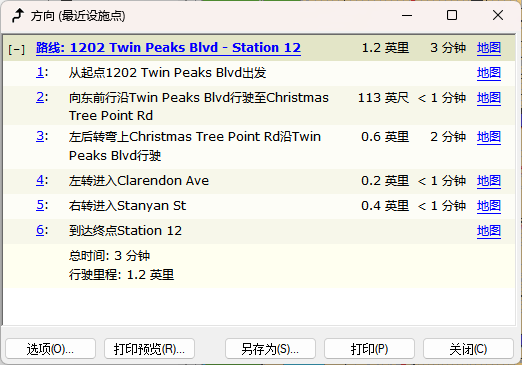 方向 (最近设施点)
[-] 路线: 1202 Twin Peaks Blvd - Station 12 1.2 英里 3 分钟 地图
1: 从起点1202 Twin Peaks Blvd出发 地图
2: 向东前行沿Twin Peaks Blvd行驶至Christmas 113 英尺 < 1 分钟 地图
Tree Point Rd
3: 左后转弯上Christmas Tree Point Rd沿Twin 0.6 英里 2 分钟 地图
Peaks Blvd行驶
4: 左转进入Clarendon Ave 0.2 英里 < 1 分钟 地图
5: 右转进入Stanyan St 0.4 英里 < 1 分钟 地图
6: 到达终点Station 12 地图
总时间: 3 分钟
行驶里程: 1.2 英里
选项(O)... 打印预览(R)... 另存为(S)... 打印(P) 关闭(C)